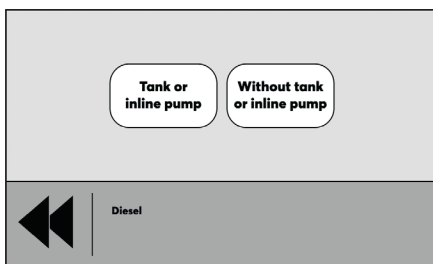 Tank or
inline pump
Without tank
or inline pump
Diesel